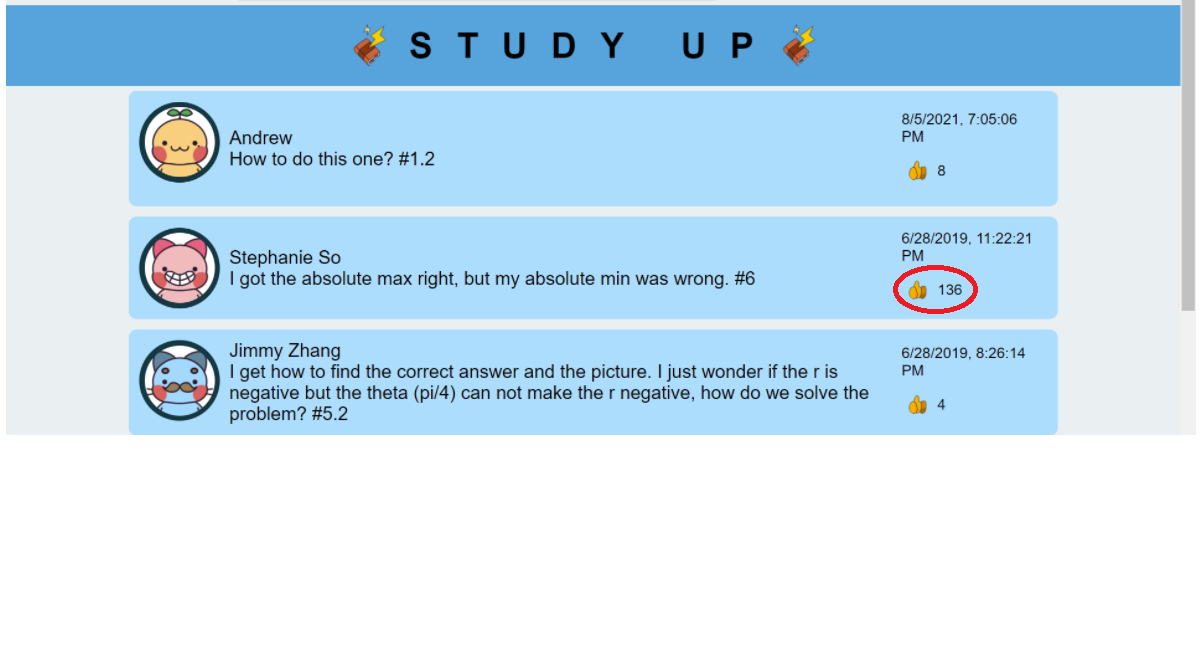 STUDY UP
Andrew
How to do this one? #1.2
8/5/2021, 7:05:06
PM
8
Stephanie So
I got the absolute max right, but my absolute min was wrong. #6
6/28/2019, 11:22:21
PM
136
Jimmy Zhang
I get how to find the correct answer and the picture. I just wonder if the r is
negative but the theta (pi/4) can not make the r negative, how do we solve the
problem? #5.2
6/28/2019, 8:26:14
PM
4